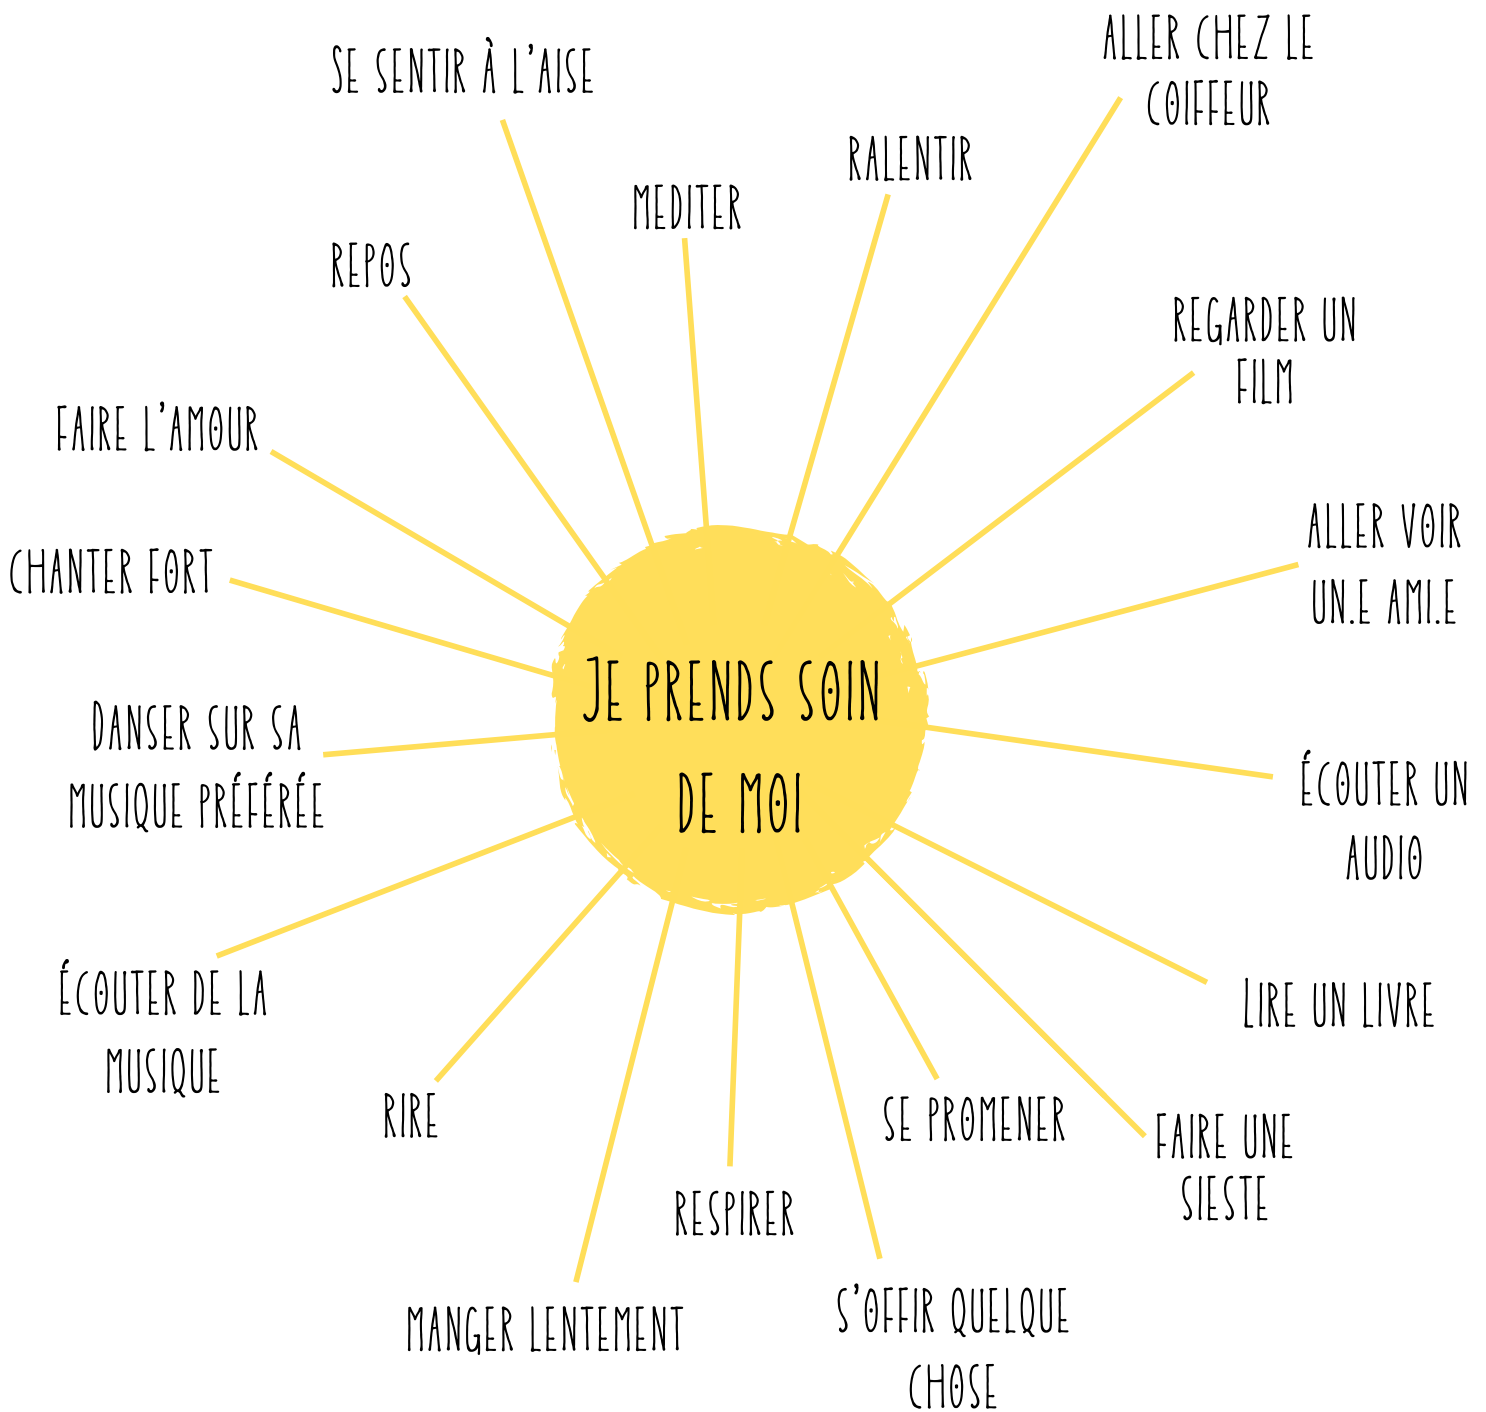 SE SENTIR À L'AISE
ALLER CHEZ LE
COIFFEUR
RALENTIR
MEDITER
REPOS
REGARDER UN
FILM
FAIRE L'AMOUR
ALLER VOIR
UN.E AMI.E
CHANTER FORT
JE PRENDS SOIN
DE MOI
DANSER SUR SA
MUSIQUE PRÉFÉRÉE
ÉCOUTER UN
AUDIO
ÉCOUTER DE LA
MUSIQUE
LIRE UN LIVRE
RIRE
SE PROMENER
FAIRE UNE
SIESTE
RESPIRER
MANGER LENTEMENT
S'OFFIR QUELQUE
CHOSE